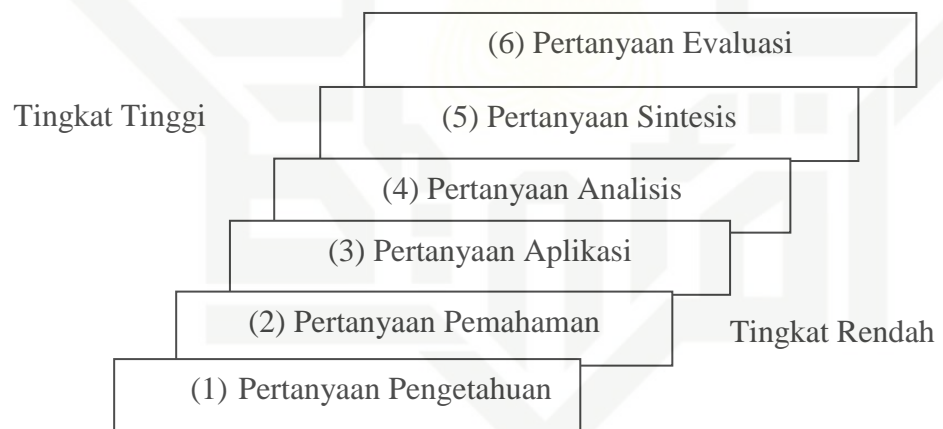 (6) Pertanyaan Evaluasi
Tingkat Tinggi
(5) Pertanyaan Sintesis
(4) Pertanyaan Analisis
(3) Pertanyaan Aplikasi
(2) Pertanyaan Pemahaman
Tingkat Rendah
(1) Pertanyaan Pengetahuan